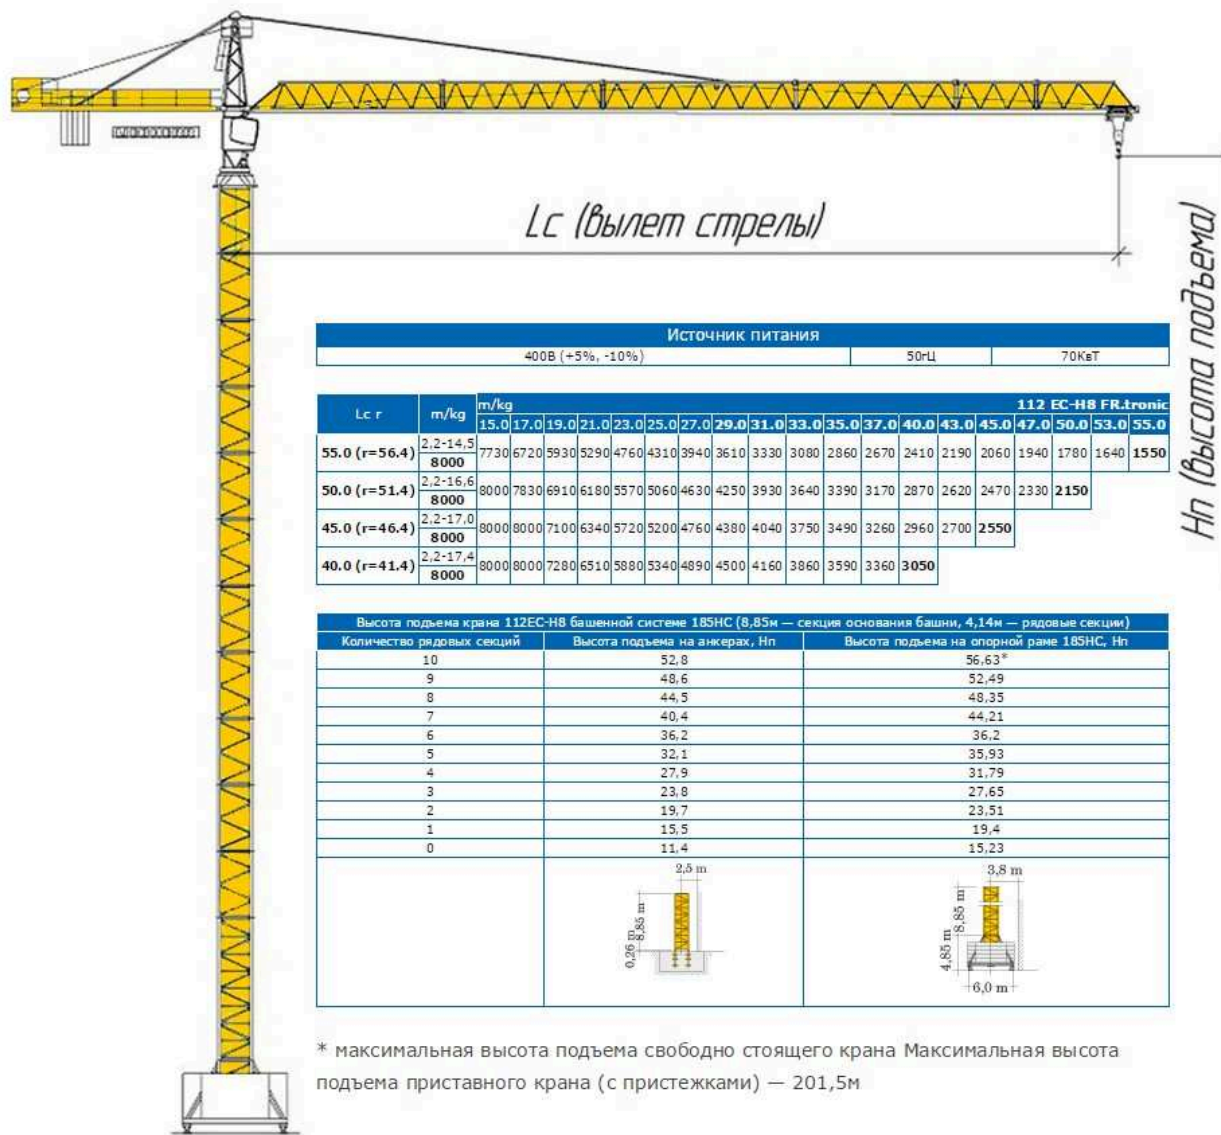 Lc (вылет стрелы)
Нп (высота подъема)
Источник питания
400В (+5%, -10%) 50гЦ 70КвТ
Lc r m/kg m/kg 112 EC-H8 FR.tronic
15.0 17.0 19.0 21.0 23.0 25.0 27.0 29.0 31.0 33.0 35.0 37.0 40.0 43.0 45.0 47.0 50.0 53.0 55.0
55.0 (r=56.4) 2,2-14,5 8000 7730 6720 5930 5290 4760 4310 3940 3610 3330 3080 2860 2670 2410 2190 2060 1940 1780 1640 1550
50.0 (r=51.4) 2,2-16,6 8000 8000 7830 6910 6180 5570 5060 4630 4250 3930 3640 3390 3170 2870 2620 2470 2330 2150
45.0 (r=46.4) 2,2-17,0 8000 8000 8000 7100 6340 5720 5200 4760 4380 4040 3750 3490 3260 2960 2700 2550
40.0 (r=41.4) 2,2-17,4 8000 8000 8000 7280 6510 5880 5340 4890 4500 4160 3860 3590 3360 3050
Высота подъема крана 112ЕС-Н8 башенной системе 185НС (8,85м — секция основания башни, 4,14м — рядовые секции)
Количество рядовых секций Высота подъема на анкерах, Нп Высота подъема на опорной раме 185НС, Нп
10 52,8 56,63*
9 48,6 52,49
8 44,5 48,35
7 40,4 44,21
6 36,2 36,2
5 32,1 35,93
4 27,9 31,79
3 23,8 27,65
2 19,7 23,51
1 15,5 19,4
0 11,4 15,23
2,5 m
0,26 m
8,85 m
3,8 m
4,85 m
8,85 m
6,0 m
* максимальная высота подъема свободно стоящего крана Максимальная высота
подъема приставного крана (с пристежками) — 201,5м